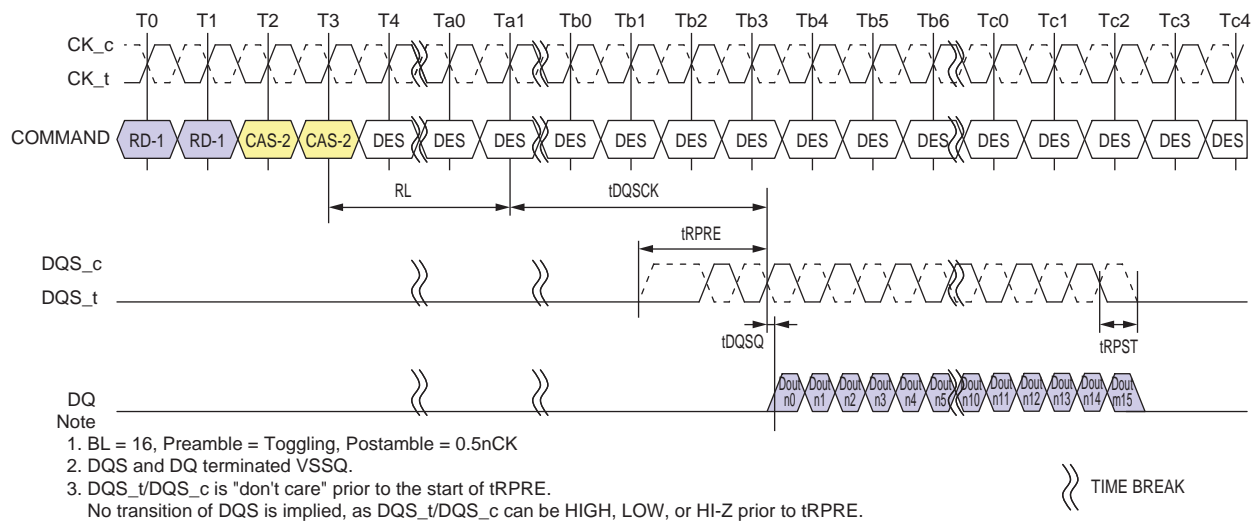 T0 T1 T2 T3 T4 Ta0 Ta1 Tb0 Tb1 Tb2 Tb3 Tb4 Tb5 Tb6 Tc0 Tc1 Tc2 Tc3 Tc4
CK_c
CK_t
COMMAND RD-1 RD-1 CAS-2 CAS-2 DES DES DES DES DES DES DES DES DES DES DES DES DES DES DES
RL tDQSCK
tRPRE
DQS_c
DQS_t
tDQSQ tRPST
DQ Dout n0 Dout n1 Dout n2 Dout n3 Dout n4 Dout n5 Dout n10 Dout n11 Dout n12 Dout n13 Dout n14 Dout m15
Note
1. BL = 16, Preamble = Toggling, Postamble = 0.5nCK
2. DQS and DQ terminated VSSQ.
3. DQS_t/DQS_c is "don't care" prior to the start of tRPRE.
No transition of DQS is implied, as DQS_t/DQS_c can be HIGH, LOW, or HI-Z prior to tRPRE.
TIME BREAK